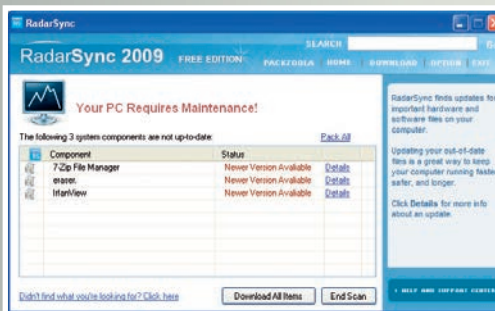 RadarSync
SEARCH
RadarSync 2009 FREE EDITION PACKZOOLA HOME DOWNLOAD OPTION EXIT
Your PC Requires Maintenance!
The following 3 system components are not up-to-date: Pack All
Component Status
7-Zip File Manager Newer Version Available Details
eraser. Newer Version Available Details
IrfanView Newer Version Available Details
Didn't find what you're looking for? Click here
Download All Items End Scan
RadarSync finds updates for
important hardware and
software files on your
computer.
Updating your out-of-date
files is a great way to keep
your computer running faster,
safer, and longer.
Click Details for more info
about an update.
HELP AND SUPPORT CENTER